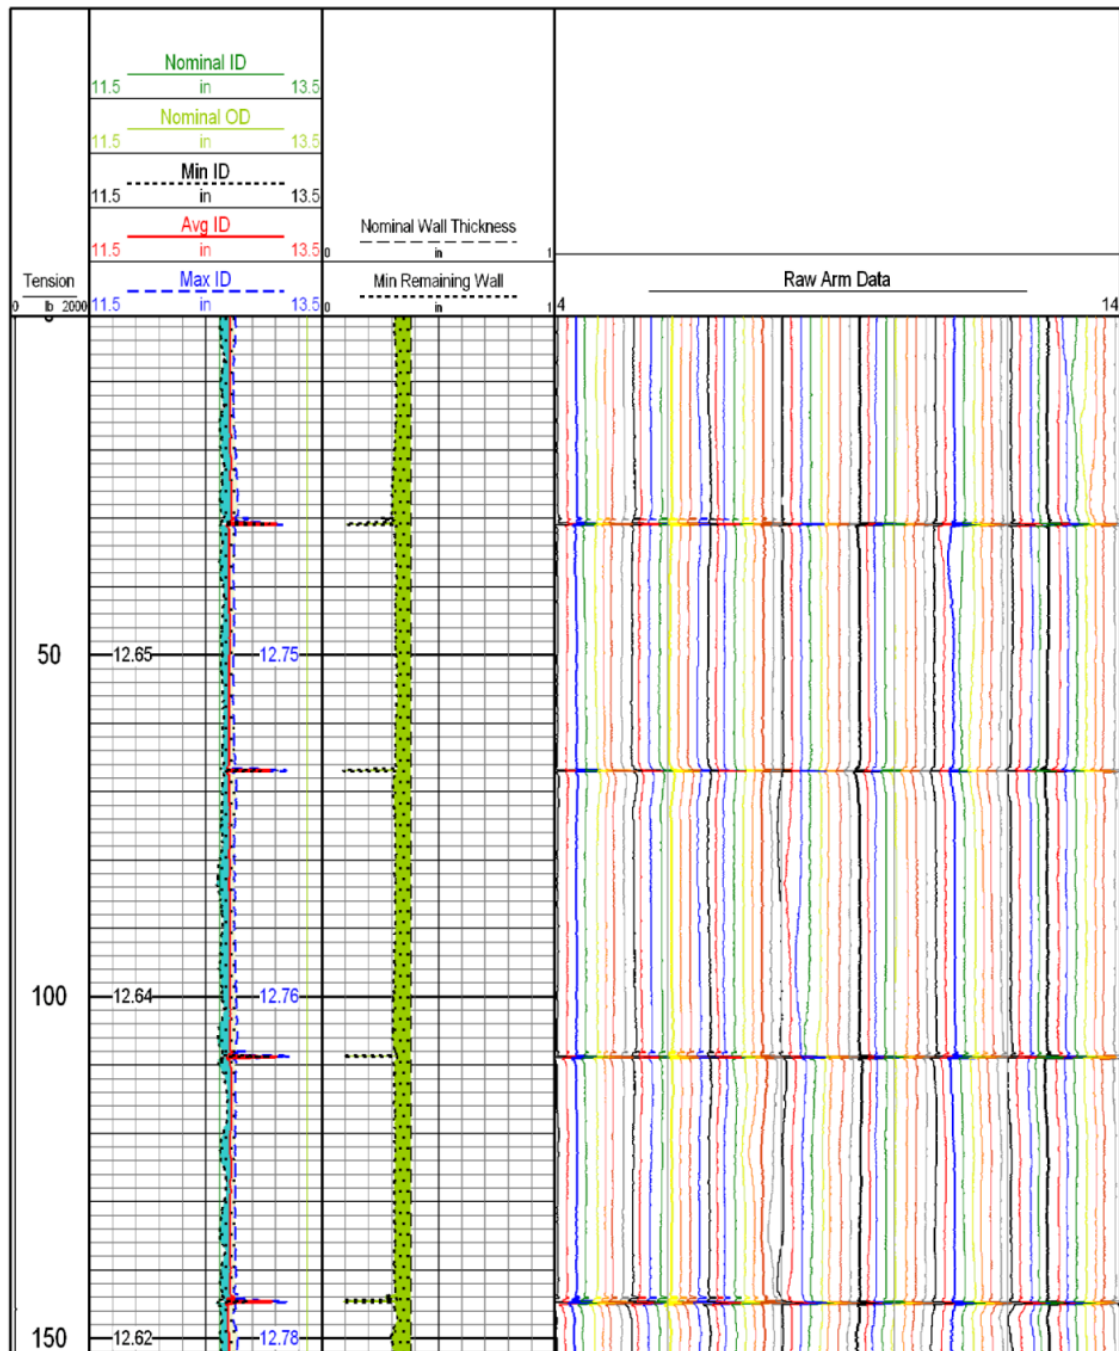 Nominal ID
11.5 in 13.5
Nominal OD
11.5 in 13.5
Min ID
11.5 in 13.5
Avg ID
11.5 in 13.5
Max ID
11.5 13.5
Tension
0 lb 2000
Nominal Wall Thickness
0 in 1
Min Remaining Wall
0 in 1
Raw Arm Data
4 14
0
50 12.65 12.75
100 12.64 12.76
150 12.62 12.78